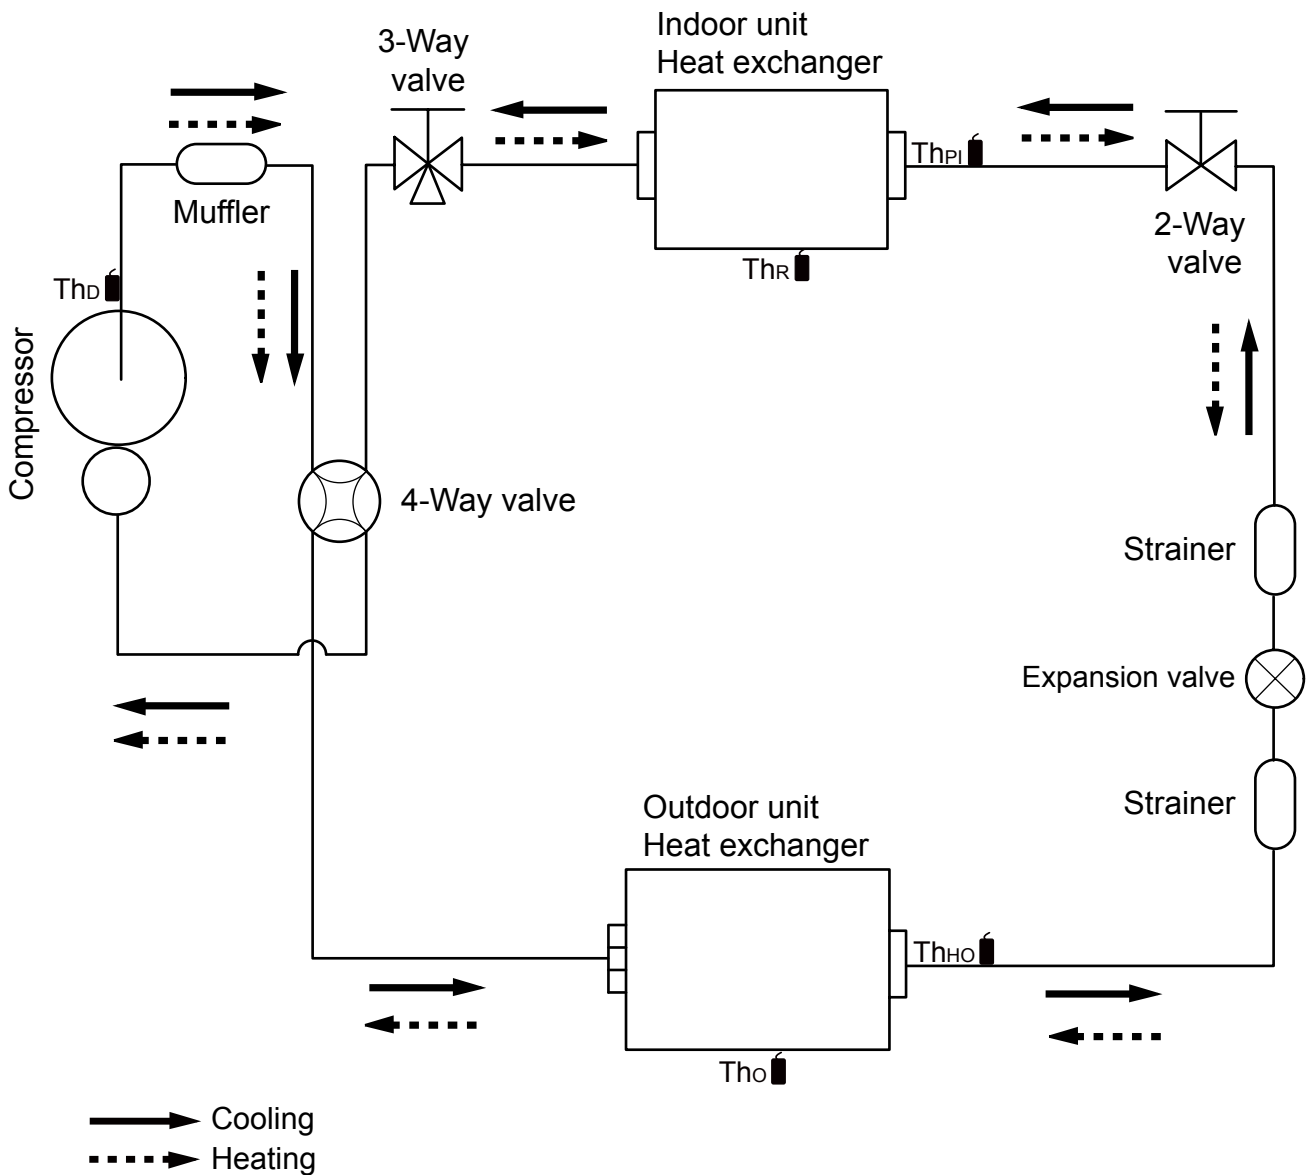 Indoor unit
Heat exchanger
3-Way
valve
Muffler
ThPI
2-Way
valve
ThR
ThD
Compressor
4-Way valve
Strainer
Expansion valve
Strainer
Outdoor unit
Heat exchanger
ThHO
ThO
Cooling
Heating